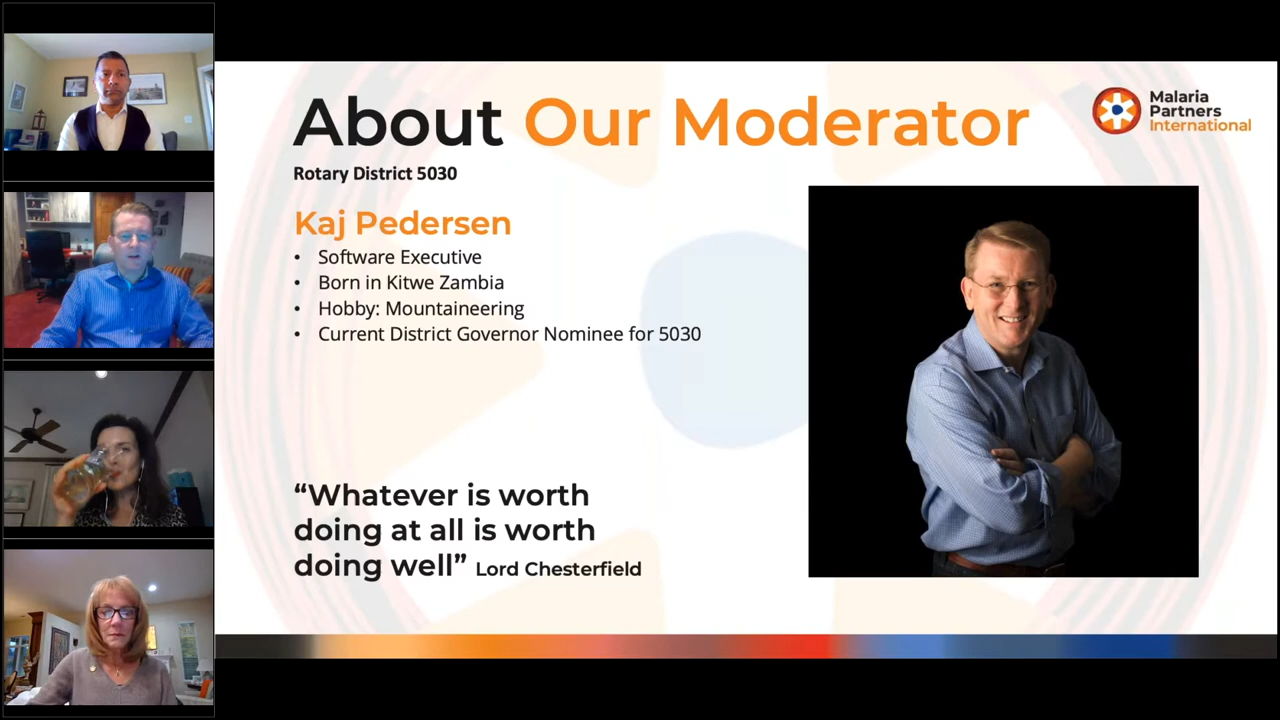 About Our Moderator
Malaria
Partners
International
Rotary District 5030
Kaj Pedersen
• Software Executive
• Born in Kitwe Zambia
• Hobby: Mountaineering
• Current District Governor Nominee for 5030
“Whatever is worth
doing at all is worth
doing well” Lord Chesterfield